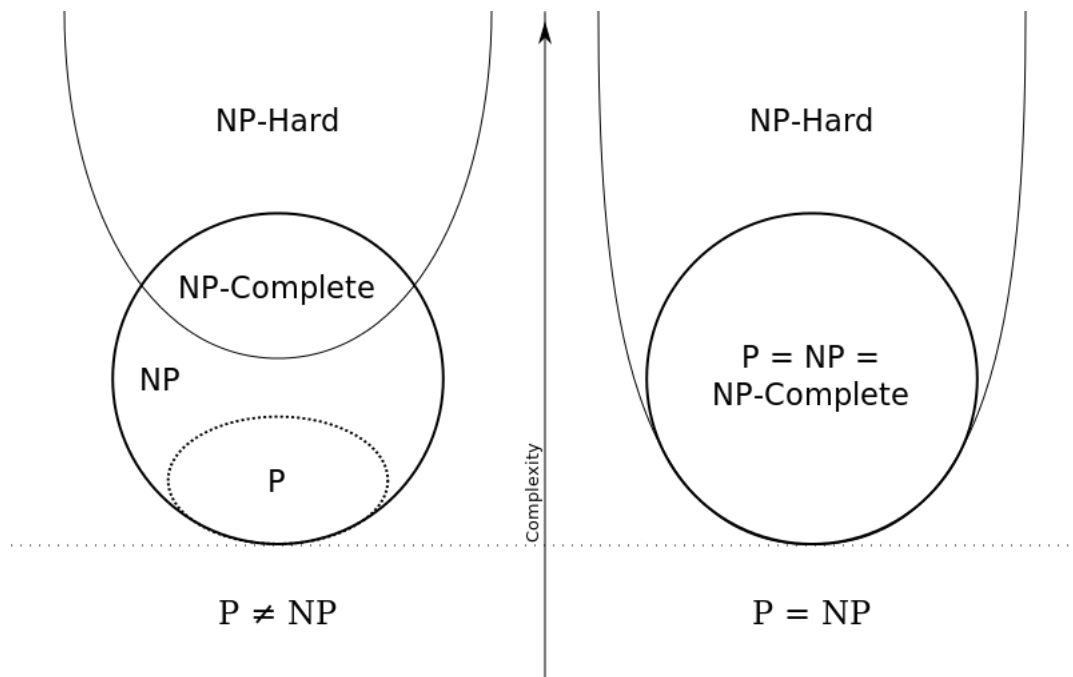 NP-Hard
NP-Complete
NP
P
P ≠ NP
Complexity
NP-Hard
P = NP =
NP-Complete
P = NP